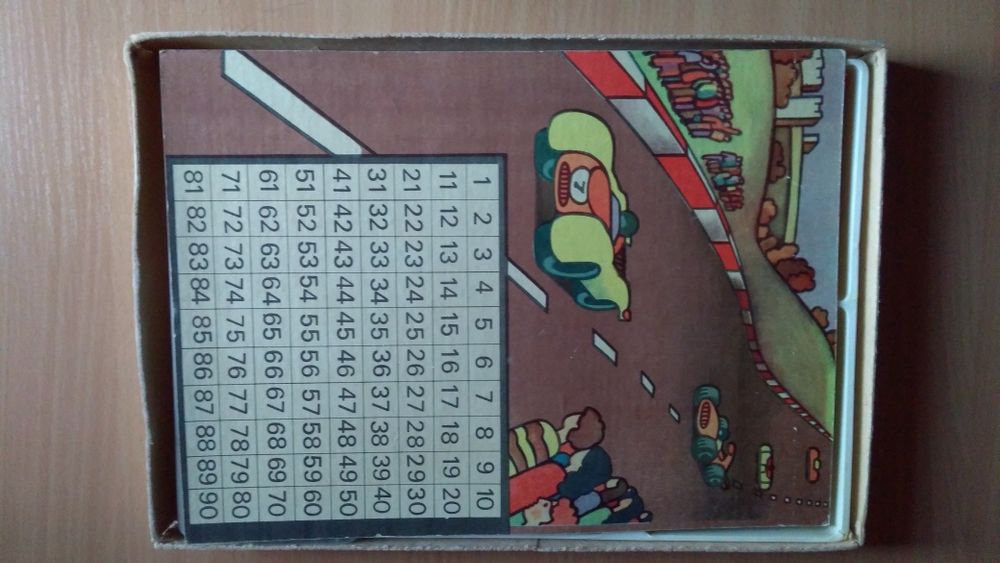 7
1 2 3 4 5 6 7 8 9 10
11 12 13 14 15 16 17 18 19 20
21 22 23 24 25 26 27 28 29 30
31 32 33 34 35 36 37 38 39 40
41 42 43 44 45 46 47 48 49 50
51 52 53 54 55 56 57 58 59 60
61 62 63 64 65 66 67 68 69 70
71 72 73 74 75 76 77 78 79 80
81 82 83 84 85 86 87 88 89 90